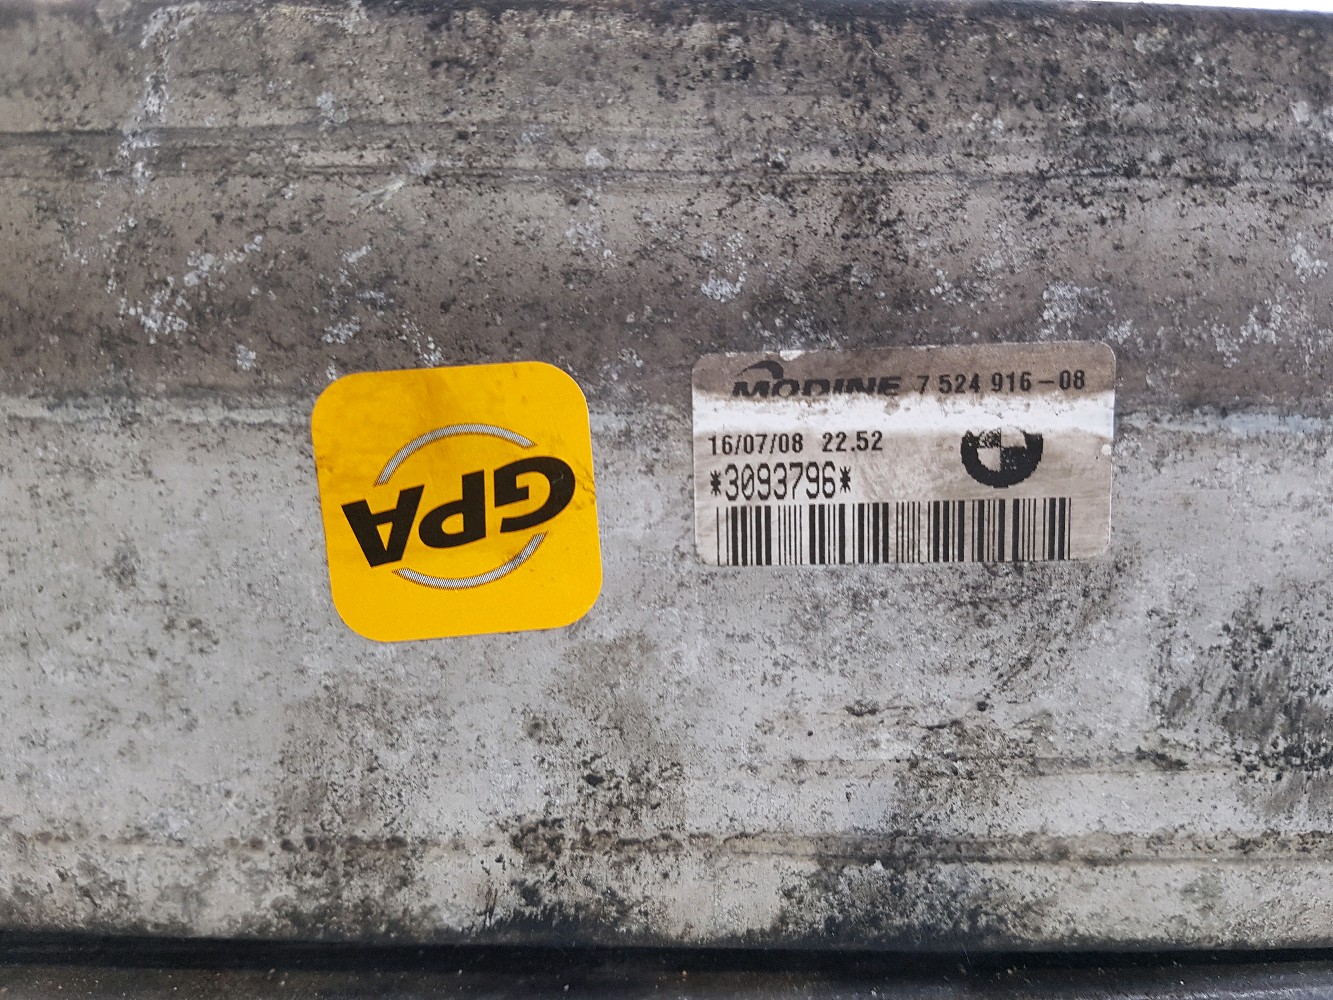 GPA
MODINE 7 524 916-08
16/07/08 22.52
*3093796*